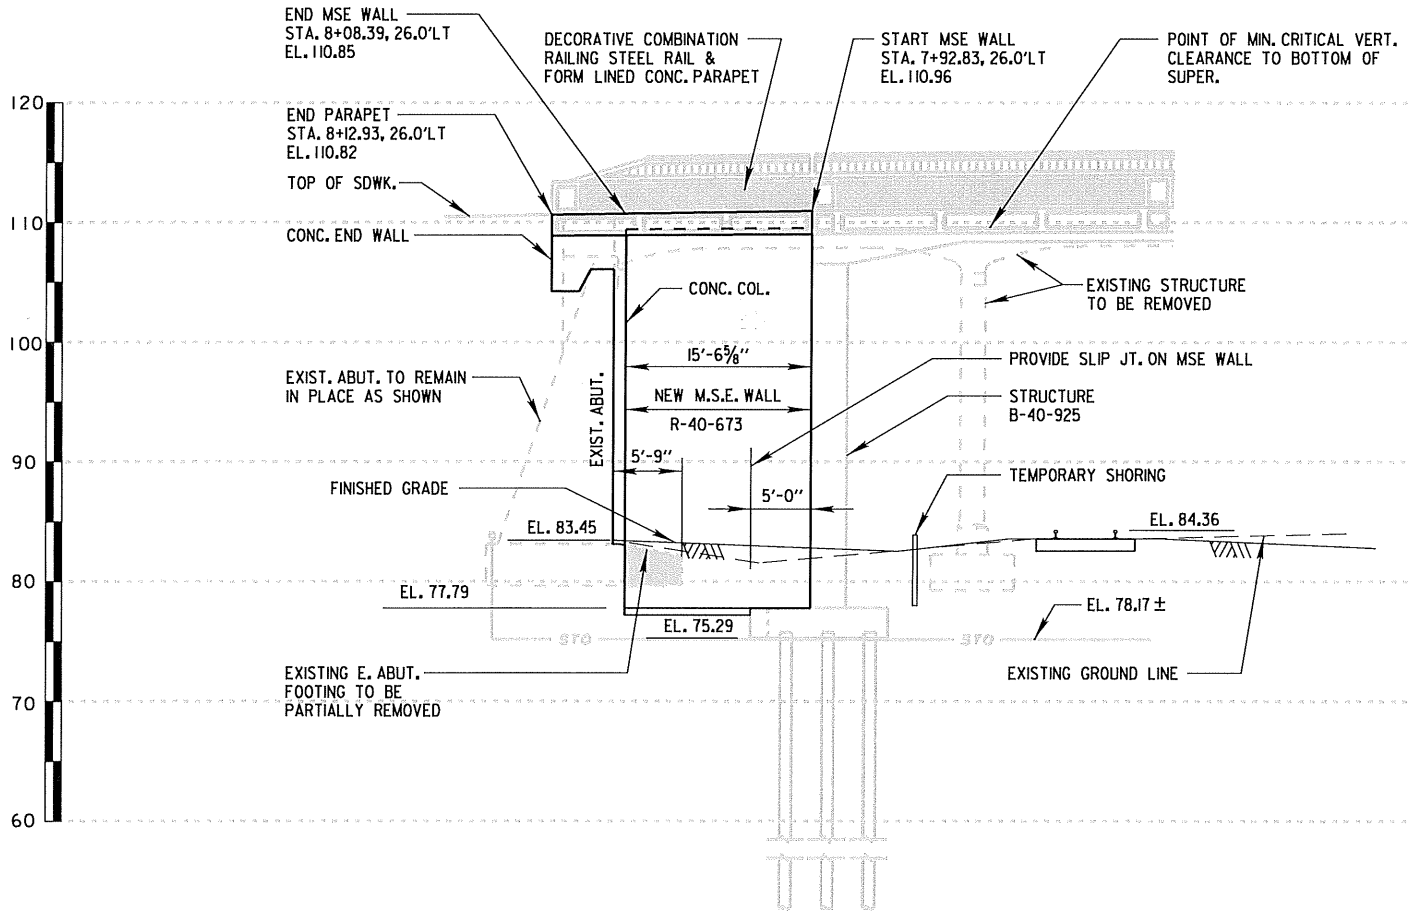 END MSE WALL
STA. 8+08.39, 26.0'LT
EL. 110.85
DECORATIVE COMBINATION
RAILING STEEL RAIL &
FORM LINED CONC. PARAPET
START MSE WALL
STA. 7+92.83, 26.0'LT
EL. 110.96
POINT OF MIN. CRITICAL VERT.
CLEARANCE TO BOTTOM OF
SUPER.
120
END PARAPET
STA. 8+12.93, 26.0'LT
EL. 110.82
TOP OF SDWK.
110
CONC. END WALL
CONC. COL.
EXISTING STRUCTURE
TO BE REMOVED
100
15'-6⅝"
PROVIDE SLIP JT. ON MSE WALL
EXIST. ABUT. TO REMAIN
IN PLACE AS SHOWN
EXIST. ABUT.
NEW M.S.E. WALL
R-40-673
STRUCTURE
B-40-925
90
5'-9"
TEMPORARY SHORING
FINISHED GRADE
5'-0"
EL. 83.45
EL. 84.36
80
EL. 77.79
EL. 78.17 ±
EL. 75.29
STO
STO
EXISTING E. ABUT.
FOOTING TO BE
PARTIALLY REMOVED
EXISTING GROUND LINE
70
60